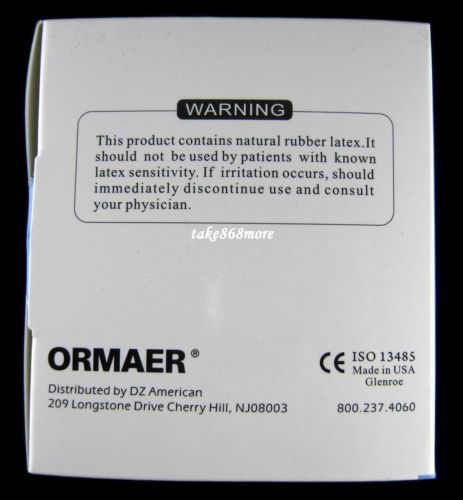 WARNING
This product contains natural rubber latex.It
should not be used by patients with known
latex sensitivity. If irritation occurs, should
immediately discontinue use and consult
your physician.
take868more
ORMAER®
CE ISO 13485
Made in USA
Glenroe
Distributed by DZ American
209 Longstone Drive Cherry Hill, NJ08003
800.237.4060